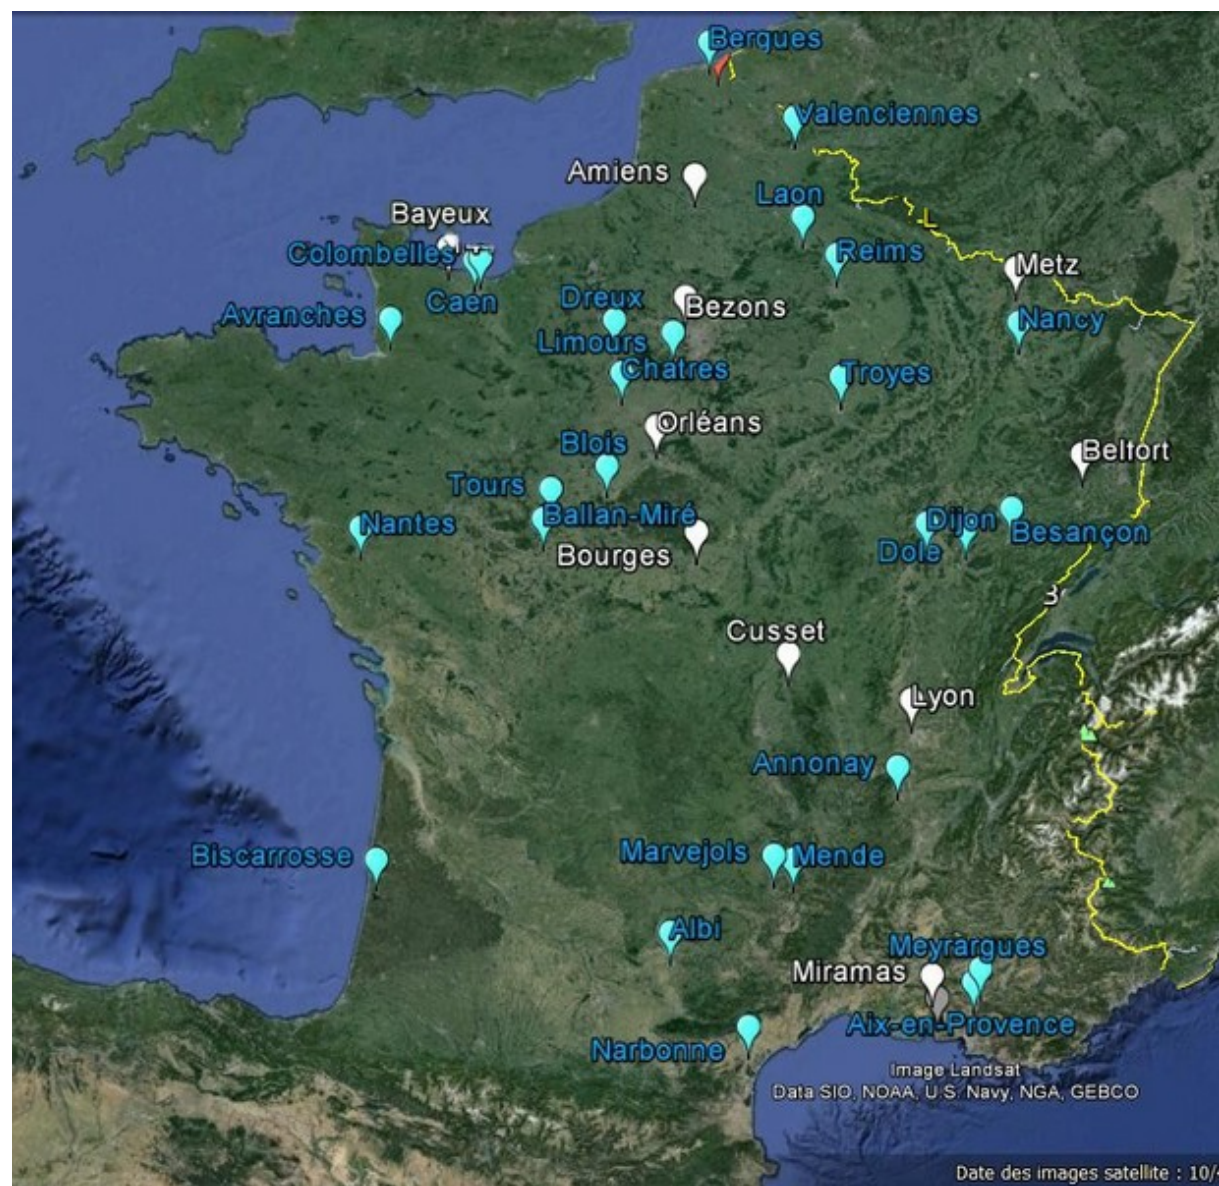 Bergues
Valenciennes
Amiens
Laon
Bayeux
Colombelles
Reims
Metz
Caen
Dreux
Bezons
Avranches
Nancy
Limours
Chatres
Troyes
Orléans
Blois
Belfort
Tours
Ballan-Miré
Nantes
Dijon
Besançon
Dole
Bourges
Cusset
Lyon
Annonay
Marvejols
Mende
Biscarrosse
Albi
Meyrargues
Miramas
Aix-en-Provence
Narbonne
Image Landsat
Data SIO, NOAA, U.S. Navy, NGA, GEBCO
Date des images satellite : 10/